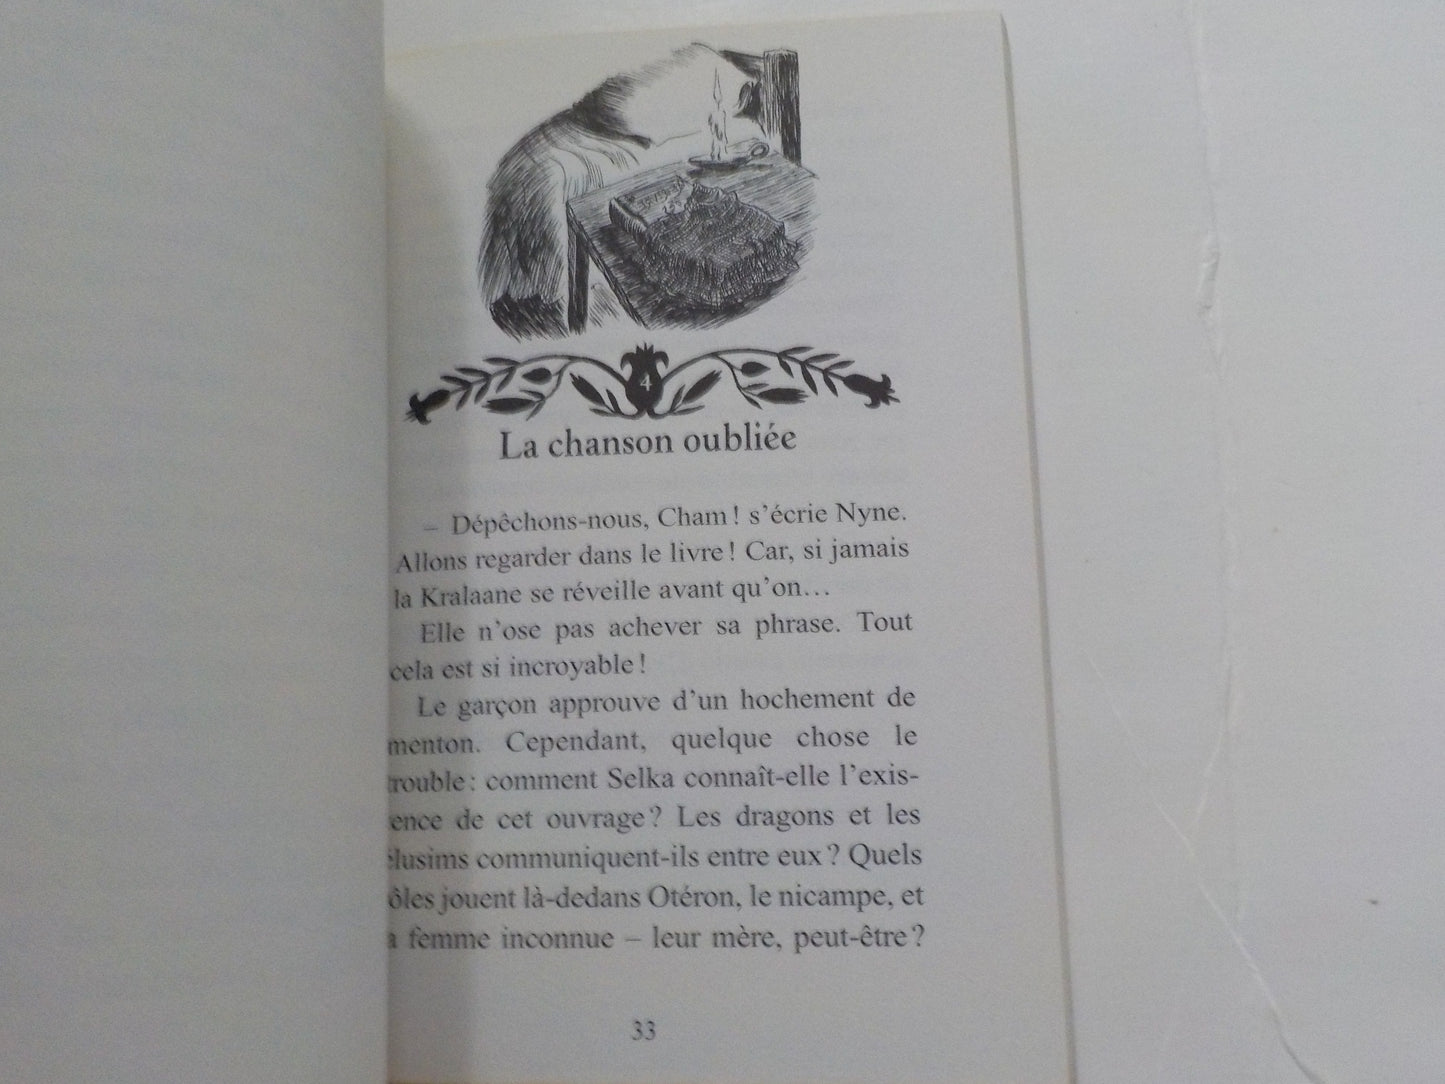 4
La chanson oubliée
– Dépêchons-nous, Cham ! s'écrie Nyne.
Allons regarder dans le livre ! Car, si jamais
la Kralaane se réveille avant qu'on…
Elle n'ose pas achever sa phrase. Tout
cela est si incroyable !
Le garçon approuve d'un hochement de
menton. Cependant, quelque chose le
trouble : comment Selka connaît-elle l'exis-
ence de cet ouvrage ? Les dragons et les
élusims communiquent-ils entre eux ? Quels
ôles jouent là-dedans Otéron, le nicampe, et
a femme inconnue – leur mère, peut-être ?
33